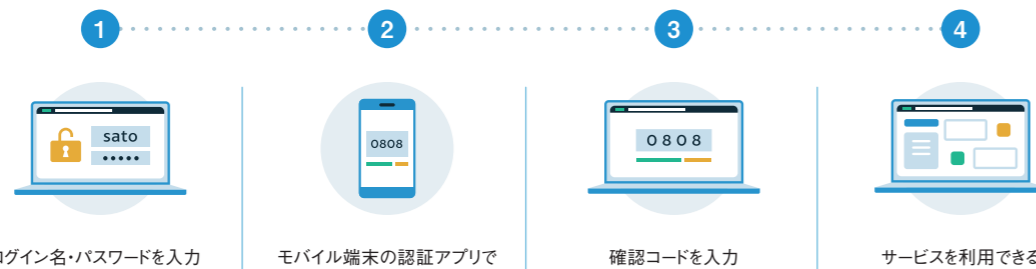 1
2
3
4
sato
•••••
0808
0808
ログイン名・パスワードを入力
モバイル端末の認証アプリで
確認コードを入力
サービスを利用できる